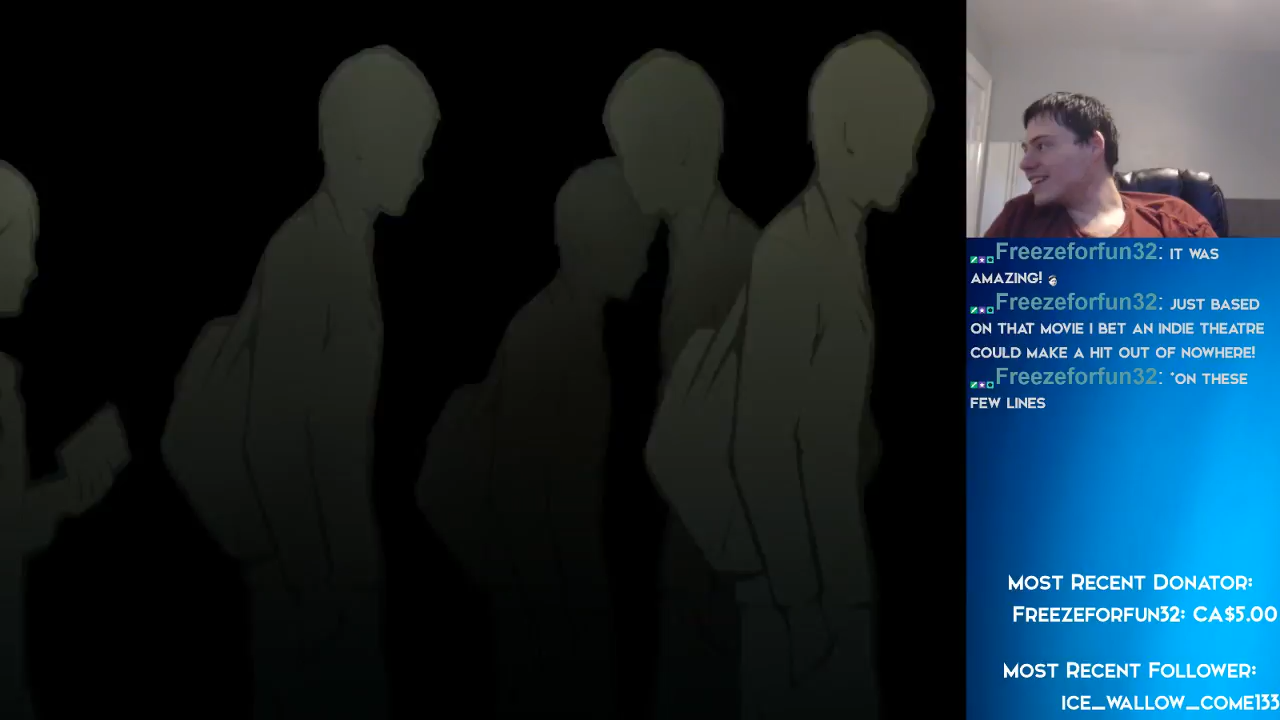 Freezeforfun32: IT WAS
AMAZING!
Freezeforfun32: JUST BASED
ON THAT MOVIE I BET AN INDIE THEATRE
COULD MAKE A HIT OUT OF NOWHERE!
Freezeforfun32: *ON THESE
FEW LINES
MOST RECENT DONATOR:
FREEZEFORFUN32: CA$5.00
MOST RECENT FOLLOWER:
ICE_WALLOW_COME133